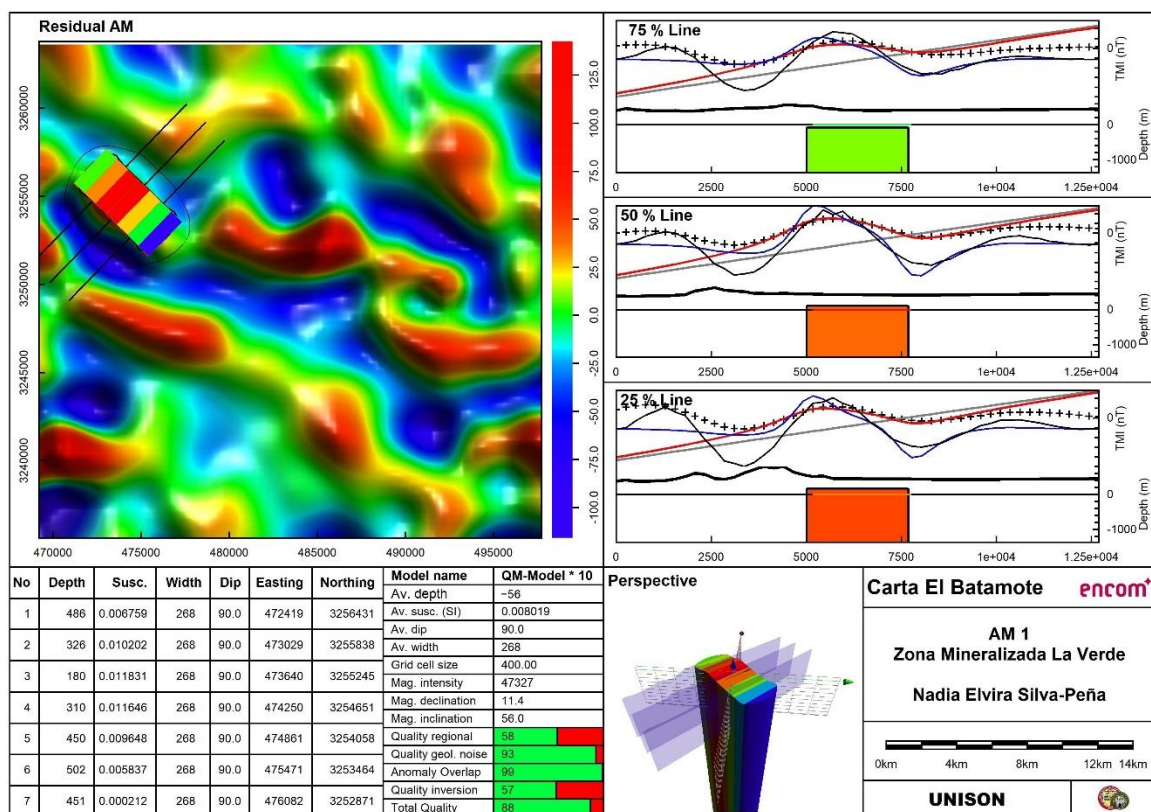 Residual AM
3260000
3255000
3250000
3245000
3240000
470000 475000 480000 485000 490000 495000
125.0
100.0
75.0
50.0
25.0
0.0
-25.0
-50.0
-75.0
-100.0
75 % Line
0 (nT)
TMI
0
-1000
Depth (m)
0 2500 5000 7500 1e+004 1.25e+004
50 % Line
0 (nT)
TMI
0
-1000
Depth (m)
0 2500 5000 7500 1e+004 1.25e+004
25 % Line
0 (nT)
TMI
0
-1000
Depth (m)
0 2500 5000 7500 1e+004 1.25e+004
No Depth Susc. Width Dip Easting Northing
1 486 0.006759 268 90.0 472419 3256431
2 326 0.010202 268 90.0 473029 3255838
3 180 0.011831 268 90.0 473640 3255245
4 310 0.011646 268 90.0 474250 3254651
5 450 0.009648 268 90.0 474861 3254058
6 502 0.005837 268 90.0 475471 3253464
7 451 0.000212 268 90.0 476082 3252871
Model name QM-Model * 10
Av. depth -56
Av. susc. (SI) 0.008019
Av. dip 90.0
Av. width 268
Grid cell size 400.00
Mag. intensity 47327
Mag. declination 11.4
Mag. inclination 56.0
Quality regional 58
Quality geol. noise 93
Anomaly Overlap 99
Quality inversion 57
Total Quality 88
Perspective
Carta El Batamote encom
AM 1
Zona Mineralizada La Verde
Nadia Elvira Silva-Peña
0km 4km 8km 12km 14km
UNISON